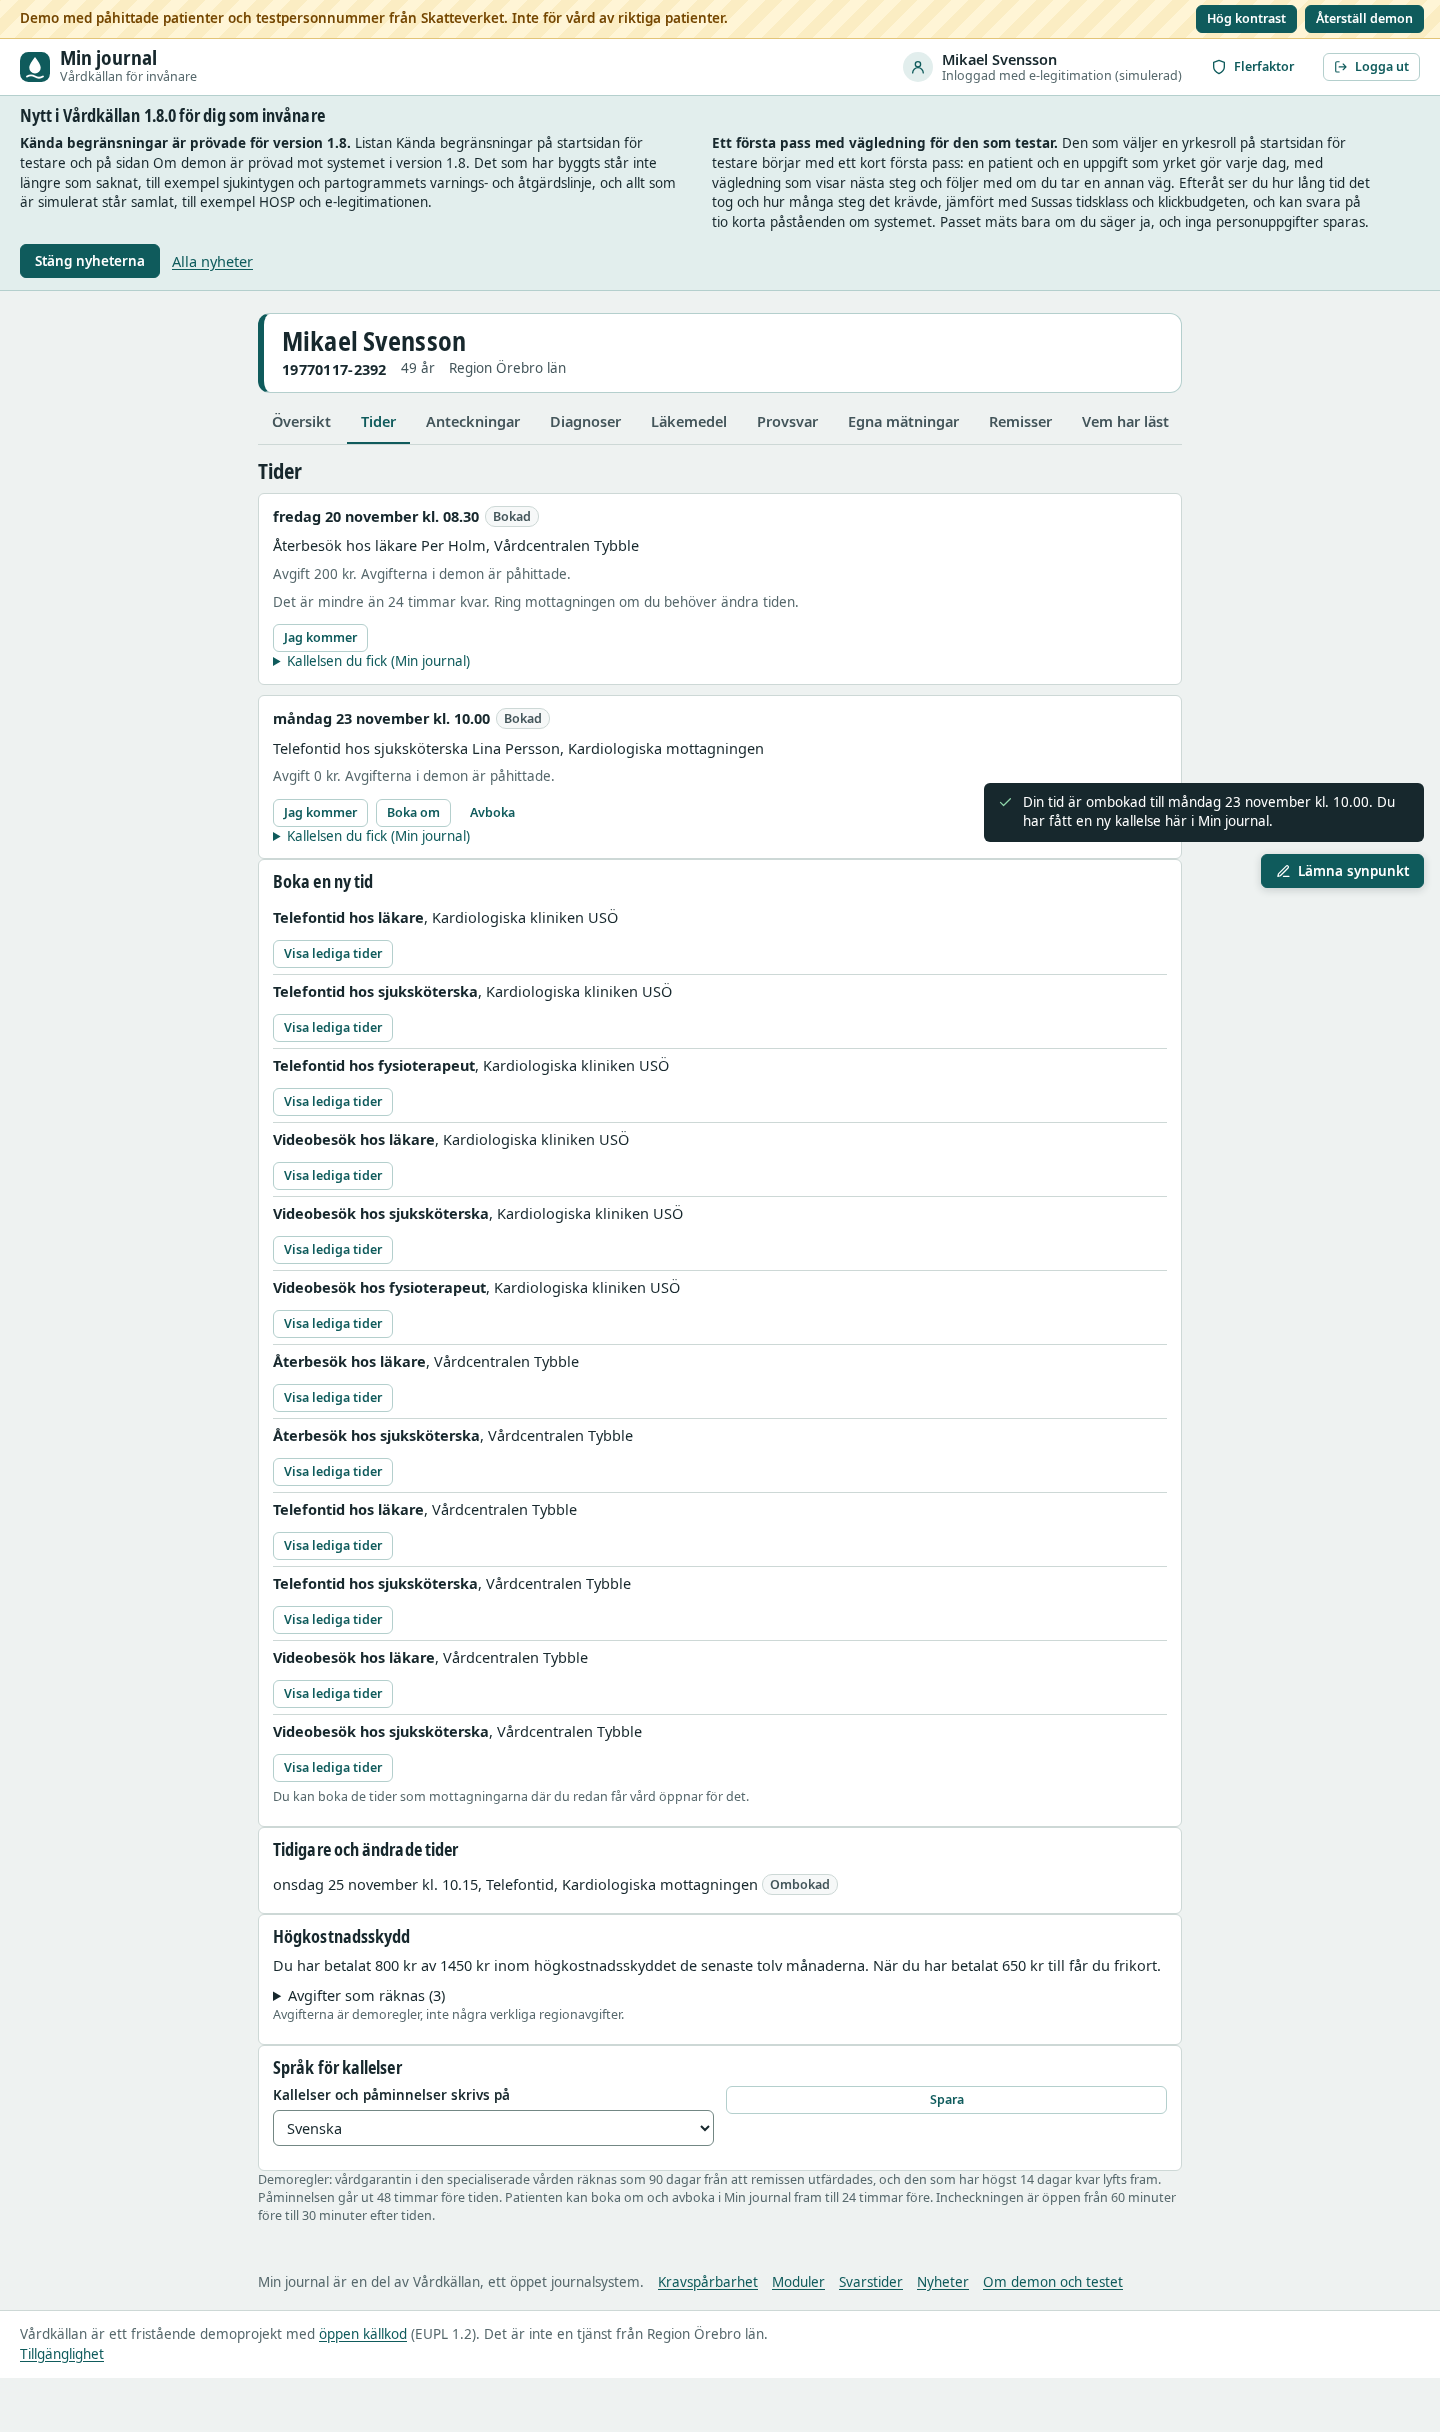 Demo med påhittade patienter och testpersonnummer från Skatteverket. Inte för vård av riktiga patienter.
Hög kontrast
Återställ demon
Min journal
Vårdkällan för invånare
Mikael Svensson
Inloggad med e-legitimation (simulerad)
Flerfaktor
Logga ut
Nytt i Vårdkällan 1.8.0 för dig som invånare
Kända begränsningar är prövade för version 1.8. Listan Kända begränsningar på startsidan för
testare och på sidan Om demon är prövad mot systemet i version 1.8. Det som har byggts står inte
längre som saknat, till exempel sjukintygen och partogrammets varnings- och åtgärdslinje, och allt som
är simulerat står samlat, till exempel HOSP och e-legitimationen.
Ett första pass med vägledning för den som testar. Den som väljer en yrkesroll på startsidan för
testare börjar med ett kort första pass: en patient och en uppgift som yrket gör varje dag, med
vägledning som visar nästa steg och följer med om du tar en annan väg. Efteråt ser du hur lång tid det
tog och hur många steg det krävde, jämfört med Sussas tidsklass och klickbudgeten, och kan svara på
tio korta påståenden om systemet. Passet mäts bara om du säger ja, och inga personuppgifter sparas.
Stäng nyheterna
Alla nyheter
Mikael Svensson
19770117-2392 49 år Region Örebro län
Översikt
Tider
Anteckningar
Diagnoser
Läkemedel
Provsvar
Egna mätningar
Remisser
Vem har läst
Tider
fredag 20 november kl. 08.30 Bokad
Återbesök hos läkare Per Holm, Vårdcentralen Tybble
Avgift 200 kr. Avgifterna i demon är påhittade.
Det är mindre än 24 timmar kvar. Ring mottagningen om du behöver ändra tiden.
Jag kommer
Kallelsen du fick (Min journal)
måndag 23 november kl. 10.00 Bokad
Telefontid hos sjuksköterska Lina Persson, Kardiologiska mottagningen
Avgift 0 kr. Avgifterna i demon är påhittade.
Jag kommer
Boka om
Avboka
Kallelsen du fick (Min journal)
Din tid är ombokad till måndag 23 november kl. 10.00. Du
har fått en ny kallelse här i Min journal.
Lämna synpunkt
Boka en ny tid
Telefontid hos läkare, Kardiologiska kliniken USÖ
Visa lediga tider
Telefontid hos sjuksköterska, Kardiologiska kliniken USÖ
Visa lediga tider
Telefontid hos fysioterapeut, Kardiologiska kliniken USÖ
Visa lediga tider
Videobesök hos läkare, Kardiologiska kliniken USÖ
Visa lediga tider
Videobesök hos sjuksköterska, Kardiologiska kliniken USÖ
Visa lediga tider
Videobesök hos fysioterapeut, Kardiologiska kliniken USÖ
Visa lediga tider
Återbesök hos läkare, Vårdcentralen Tybble
Visa lediga tider
Återbesök hos sjuksköterska, Vårdcentralen Tybble
Visa lediga tider
Telefontid hos läkare, Vårdcentralen Tybble
Visa lediga tider
Telefontid hos sjuksköterska, Vårdcentralen Tybble
Visa lediga tider
Videobesök hos läkare, Vårdcentralen Tybble
Visa lediga tider
Videobesök hos sjuksköterska, Vårdcentralen Tybble
Visa lediga tider
Du kan boka de tider som mottagningarna där du redan får vård öppnar för det.
Tidigare och ändrade tider
onsdag 25 november kl. 10.15, Telefontid, Kardiologiska mottagningen Ombokad
Högkostnadsskydd
Du har betalat 800 kr av 1450 kr inom högkostnadsskyddet de senaste tolv månaderna. När du har betalat 650 kr till får du frikort.
Avgifter som räknas (3)
Avgifterna är demoregler, inte några verkliga regionavgifter.
Språk för kallelser
Kallelser och påminnelser skrivs på
Svenska
Spara
Demoregler: vårdgarantin i den specialiserade vården räknas som 90 dagar från att remissen utfärdades, och den som har högst 14 dagar kvar lyfts fram.
Påminnelsen går ut 48 timmar före tiden. Patienten kan boka om och avboka i Min journal fram till 24 timmar före. Incheckningen är öppen från 60 minuter
före till 30 minuter efter tiden.
Min journal är en del av Vårdkällan, ett öppet journalsystem. Kravspårbarhet Moduler Svarstider Nyheter Om demon och testet
Vårdkällan är ett fristående demoprojekt med öppen källkod (EUPL 1.2). Det är inte en tjänst från Region Örebro län.
Tillgänglighet